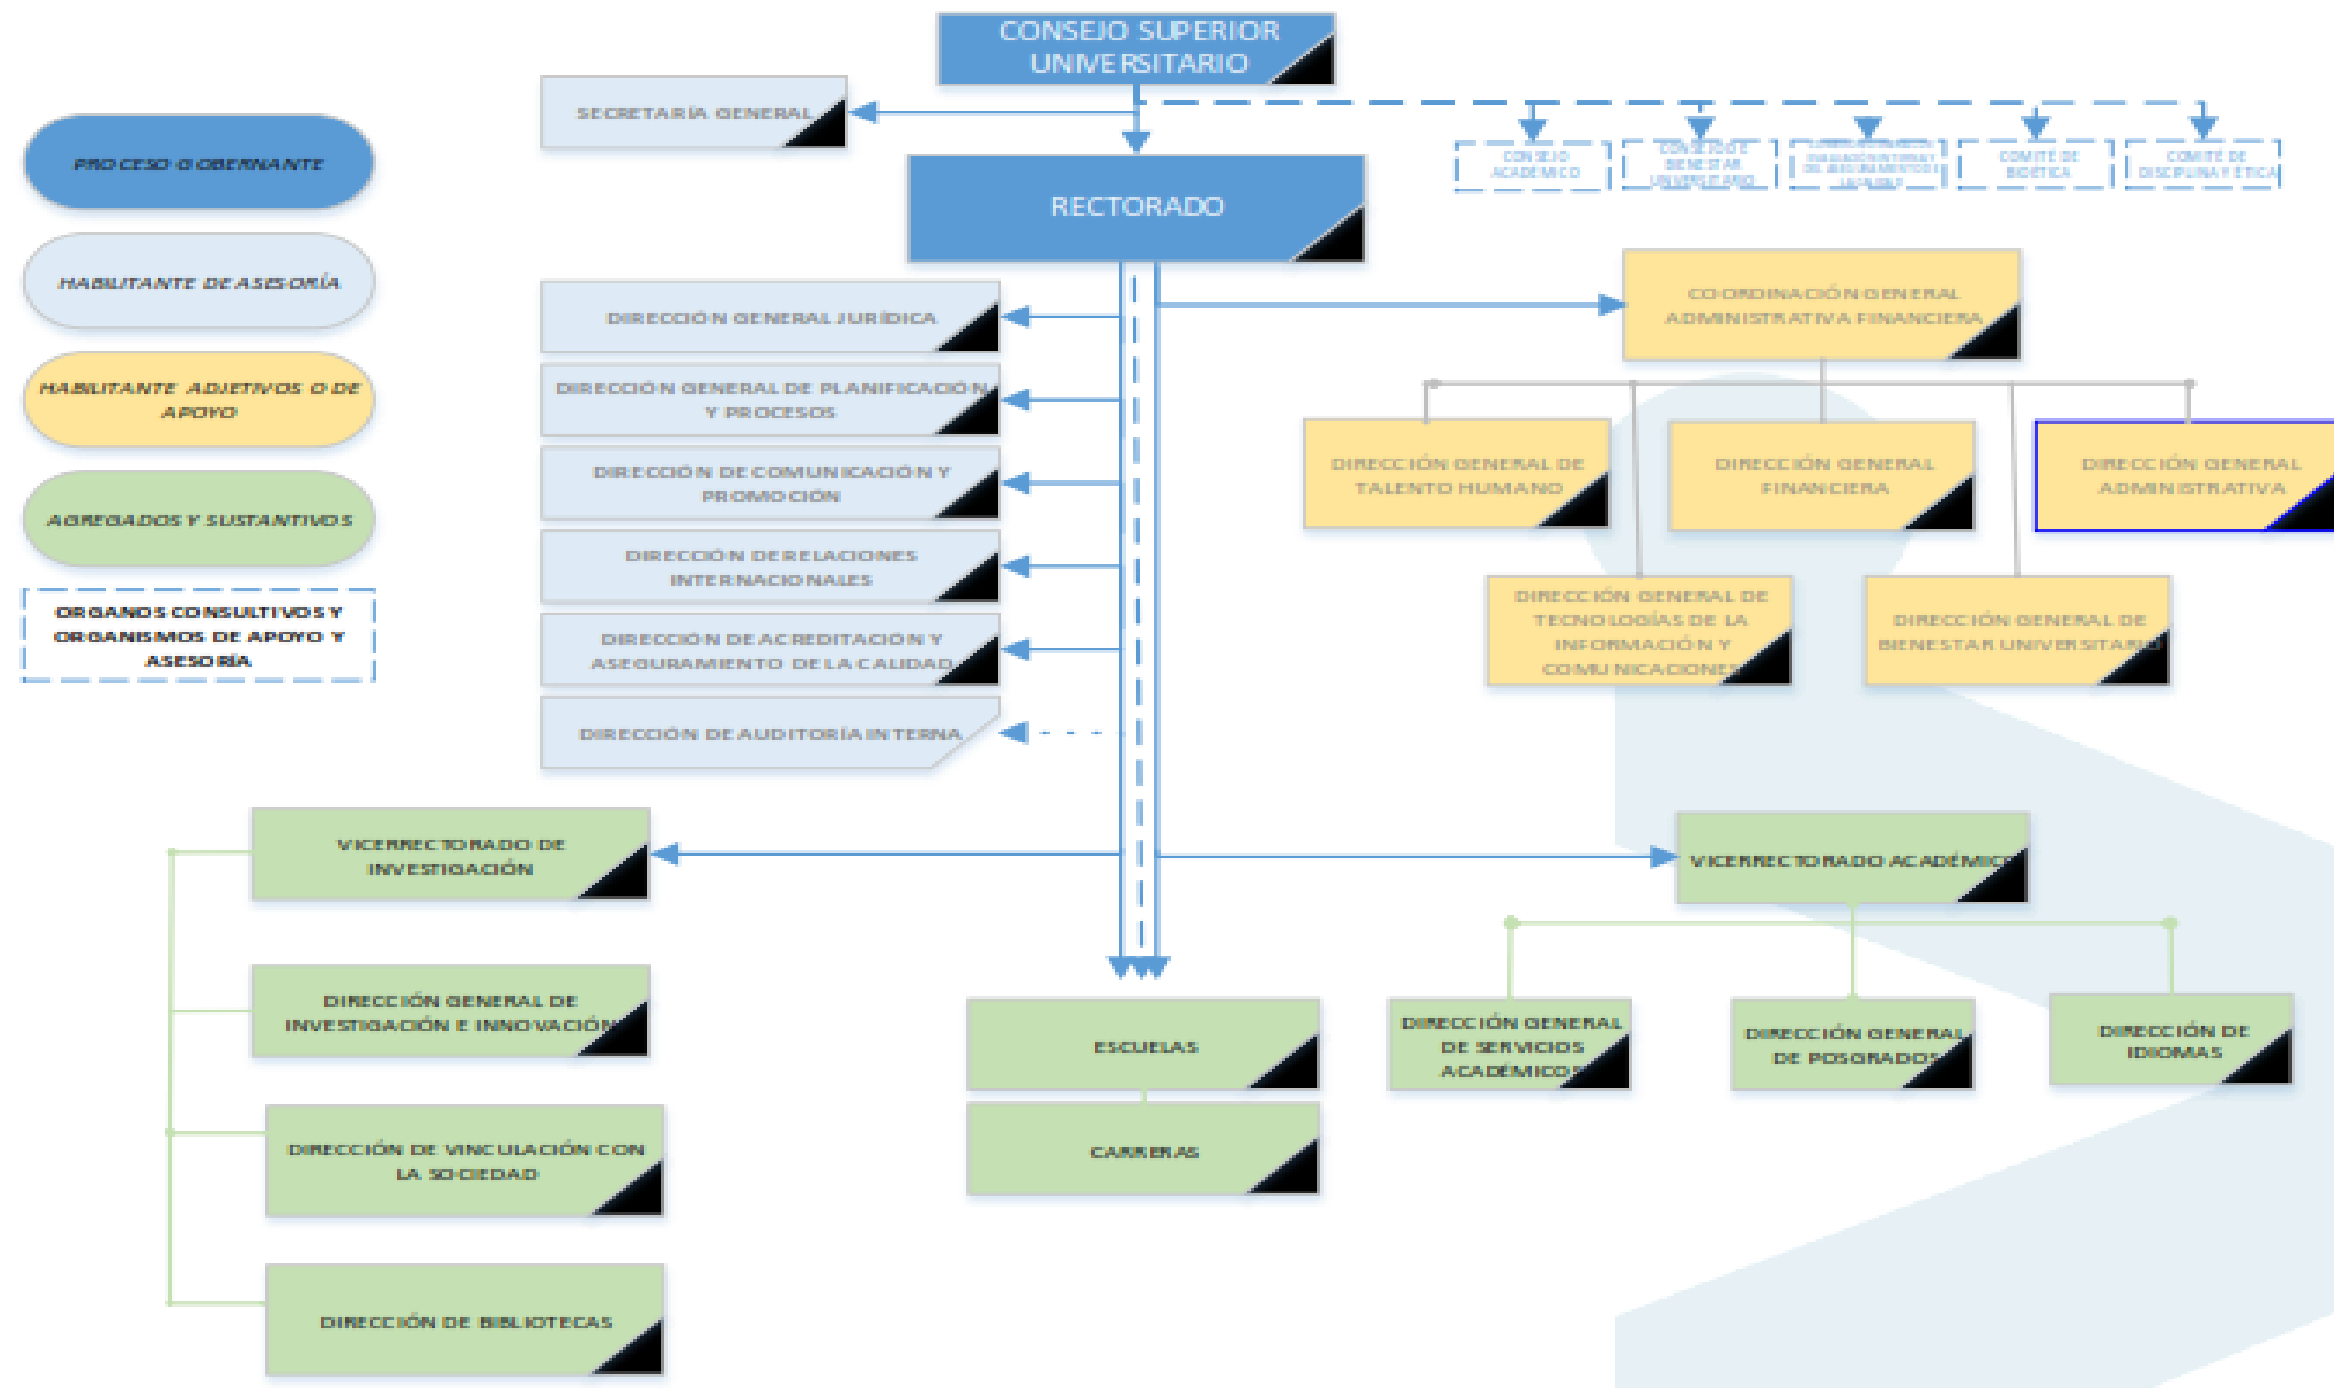 CONSEJO SUPERIOR
UNIVERSITARIO
SECRETARÍA GENERAL
RECTORADO
CONSEJO
ACADÉMICO
BIENESTAR
UNIVERSITARIO
COMITÉ DE
BIOÉTICA
COMITÉ DE
DISCIPLINA Y ÉTICA
PROCESO GOBERNANTE
HABILITANTE DE ASESORÍA
HABILITANTE ADJETIVOS O DE
APOYO
AGREGADOS Y SUSTANTIVOS
ORGANOS CONSULTIVOS Y
ORGANISMOS DE APOYO Y
ASESORÍA
DIRECCIÓN GENERAL JURÍDICA
DIRECCIÓN GENERAL DE PLANIFICACIÓN
Y PROCESOS
DIRECCIÓN DE COMUNICACIÓN Y
PROMOCIÓN
DIRECCIÓN DE RELACIONES
INTERNACIONALES
DIRECCIÓN DE ACREDITACIÓN Y
ASEGURAMIENTO DE LA CALIDAD
DIRECCIÓN DE AUDITORÍA INTERNA
COORDINACIÓN GENERAL
ADMINISTRATIVA FINANCIERA
DIRECCIÓN GENERAL DE
TALENTO HUMANO
DIRECCIÓN GENERAL
FINANCIERA
DIRECCIÓN GENERAL
ADMINISTRATIVA
DIRECCIÓN GENERAL DE
TECNOLOGÍAS DE LA
INFORMACIÓN Y
COMUNICACIONES
DIRECCIÓN GENERAL DE
BIENESTAR UNIVERSITARIO
VICERRECTORADO DE
INVESTIGACIÓN
DIRECCIÓN GENERAL DE
INVESTIGACIÓN E INNOVACIÓN
DIRECCIÓN DE VINCULACIÓN CON
LA SOCIEDAD
DIRECCIÓN DE BIBLIOTECAS
ESCUELAS
CARRERAS
VICERRECTORADO ACADÉMICO
DIRECCIÓN GENERAL
DE SERVICIOS
ACADÉMICOS
DIRECCIÓN GENERAL
DE POSGRADOS
DIRECCIÓN DE
IDIOMAS